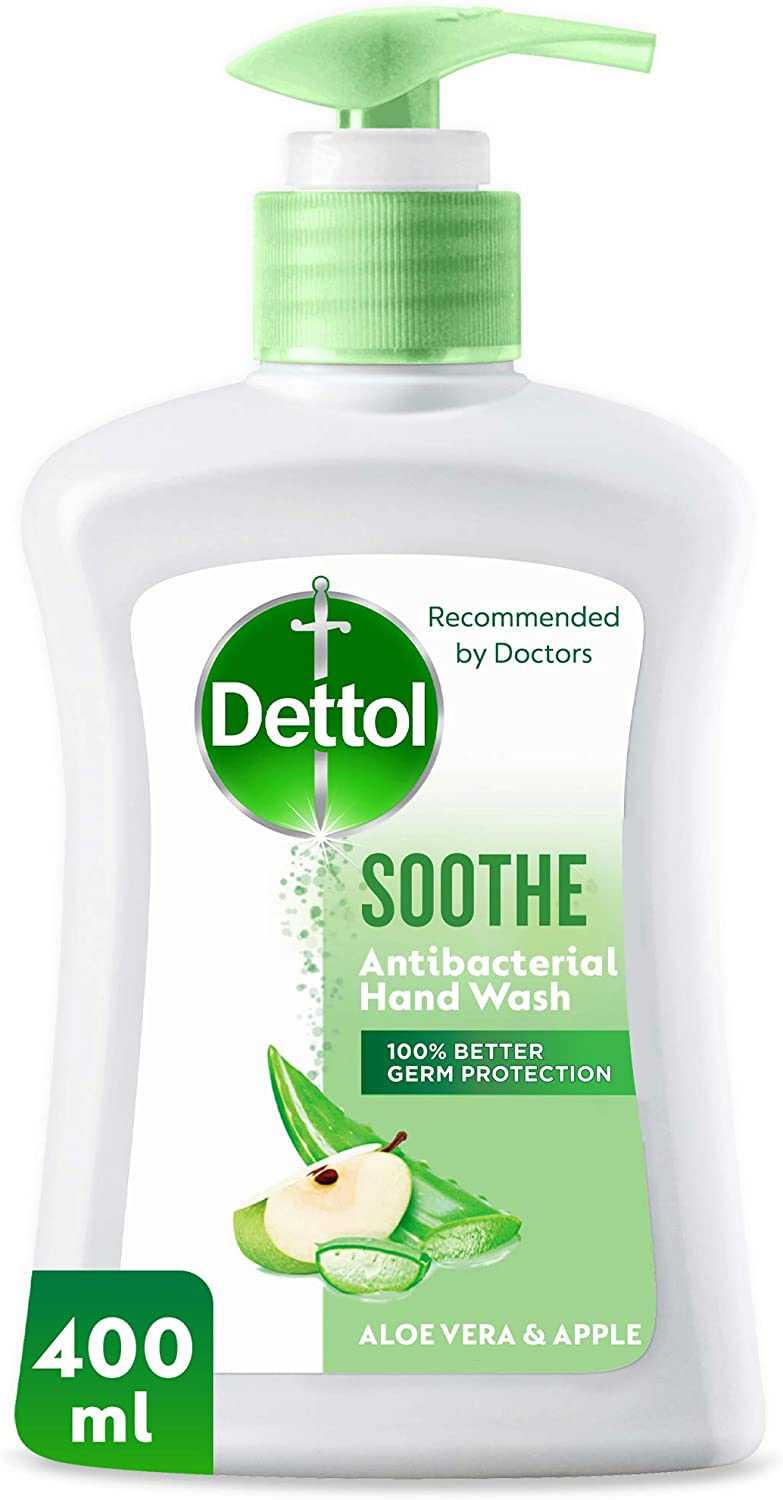 Recommended
by Doctors
Dettol
SOOTHE
Antibacterial
Hand Wash
100% BETTER
GERM PROTECTION
ALOE VERA & APPLE
400
ml